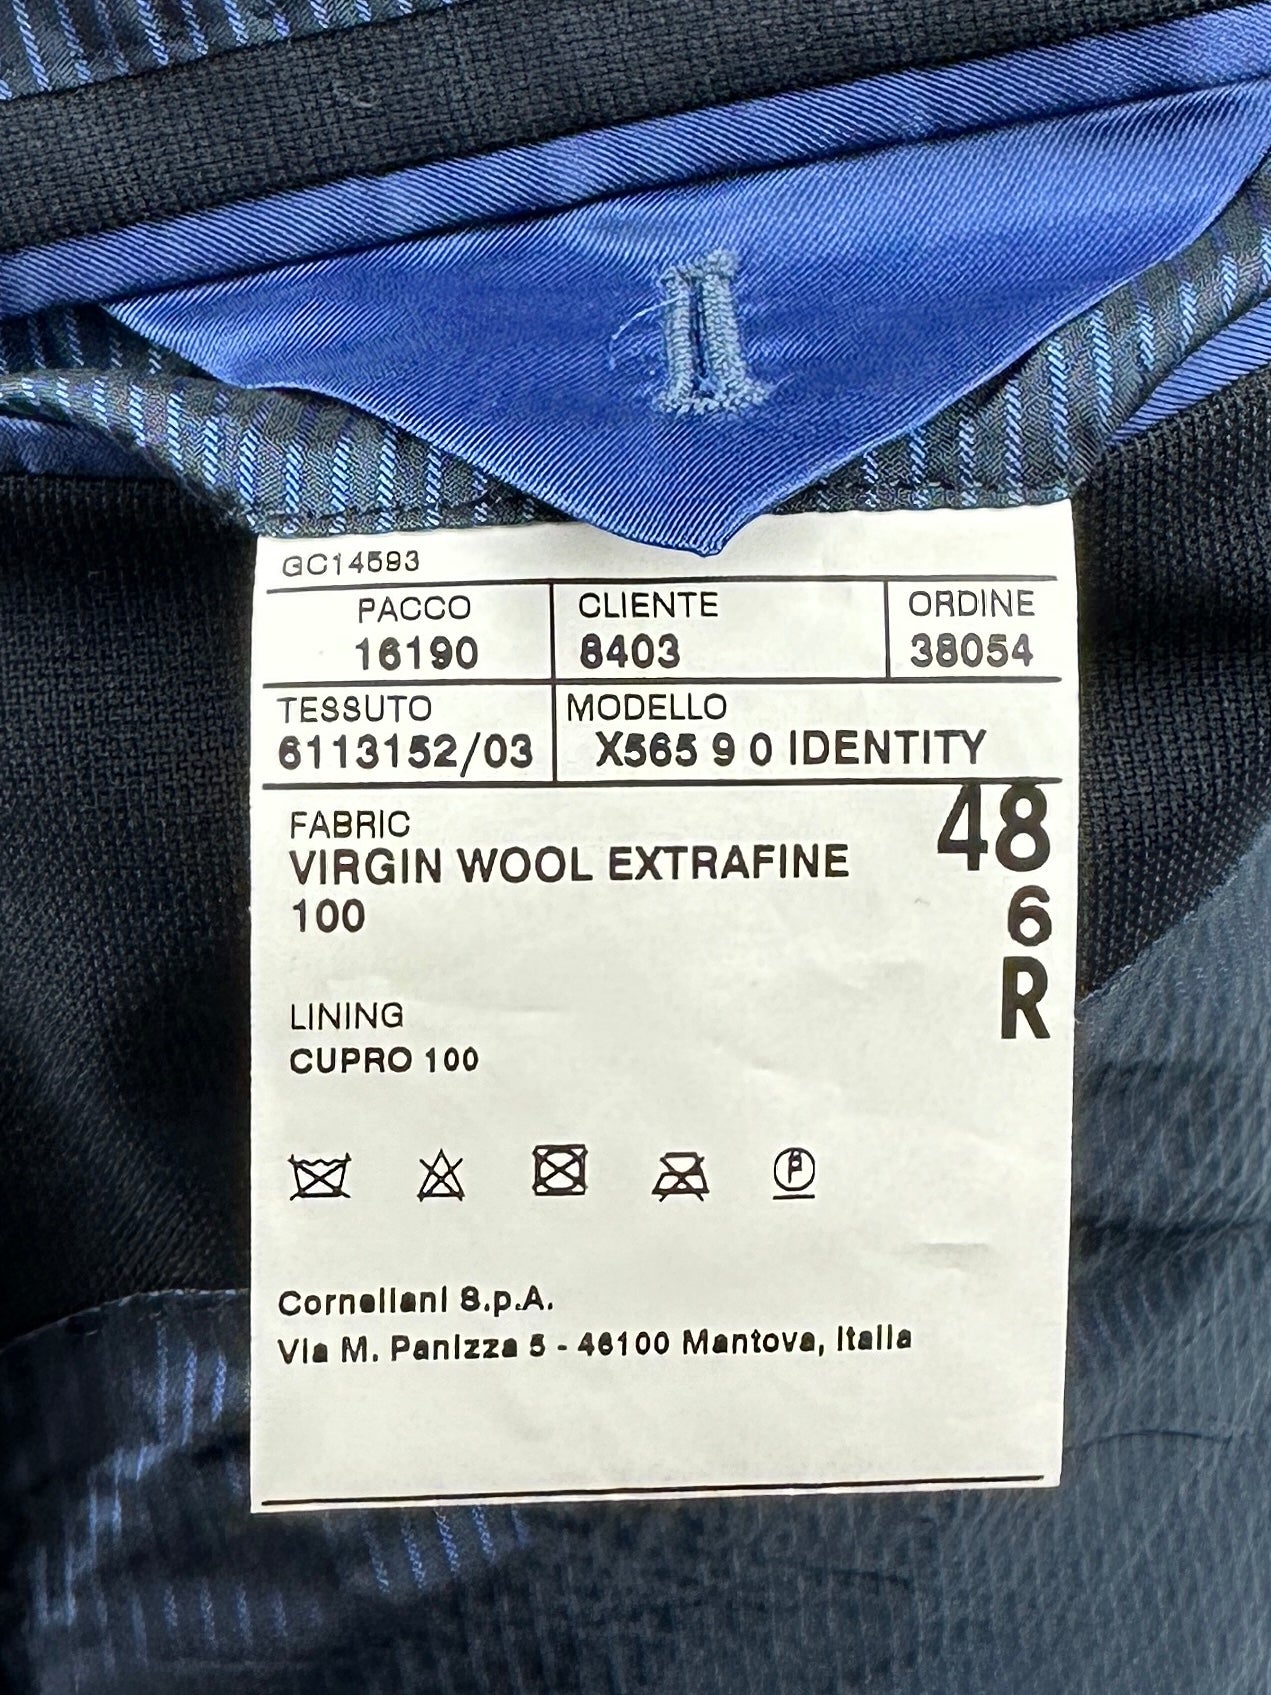 GC14593
PACCO CLIENTE ORDINE
16190 8403 38054
TESSUTO MODELLO
6113152/03 X565 9 0 IDENTITY
48
FABRIC
VIRGIN WOOL EXTRAFINE
100
6
R
LINING
CUPRO 100
P
Corneliani S.p.A.
Via M. Panizza 5 - 46100 Mantova, Italia